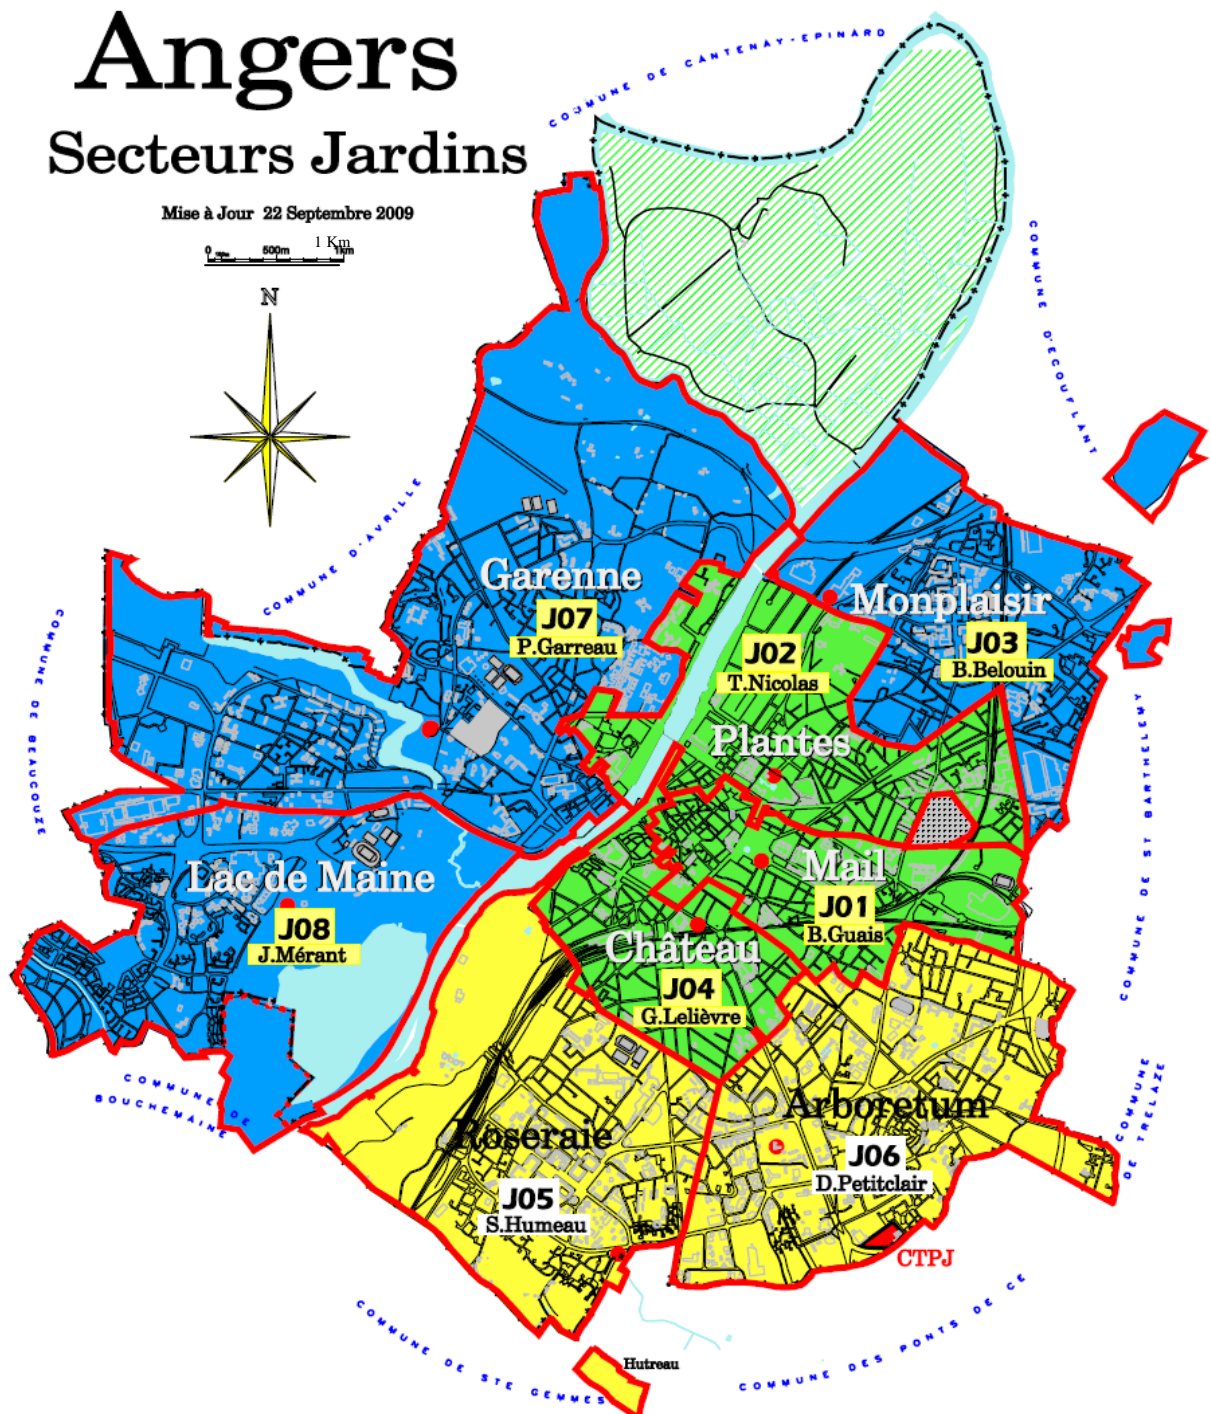 Angers
Secteurs Jardins
Mise à Jour 22 Septembre 2009
1 Km
0 500m 1km
N
COMMUNE DE CANTENAY-EPINARD
COMMUNE D'ECOUFLANT
COMMUNE D'AVRILLE
COMMUNE DE BEAUCOUZE
Garenne
J07
P.Garreau
Monplaisir
J03
B.Belouin
J02
T.Nicolas
Plantes
COMMUNE DE ST BARTHELEMY
Mail
J01
B.Guais
Lac de Maine
J08
J.Mérant
Château
J04
G.Lelièvre
COMMUNE DE
BOUCHEMAINE
COMMUNE
DE TRELAZE
Arboretum
J06
D.Petitclair
Roseraie
J05
S.Humeau
CTPJ
COMMUNE DE STE GEMMES
COMMUNE DES PONTS DE CE
Hutreau